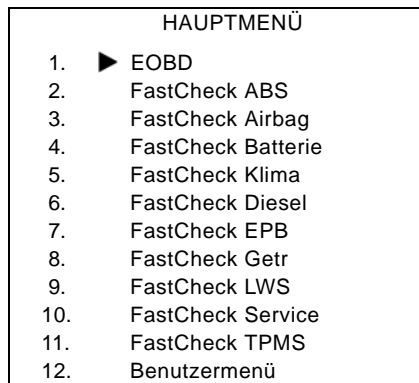 HAUPTMENÜ
1. ▶ EOBD
2. FastCheck ABS
3. FastCheck Airbag
4. FastCheck Batterie
5. FastCheck Klima
6. FastCheck Diesel
7. FastCheck EPB
8. FastCheck Getr
9. FastCheck LWS
10. FastCheck Service
11. FastCheck TPMS
12. Benutzermenü